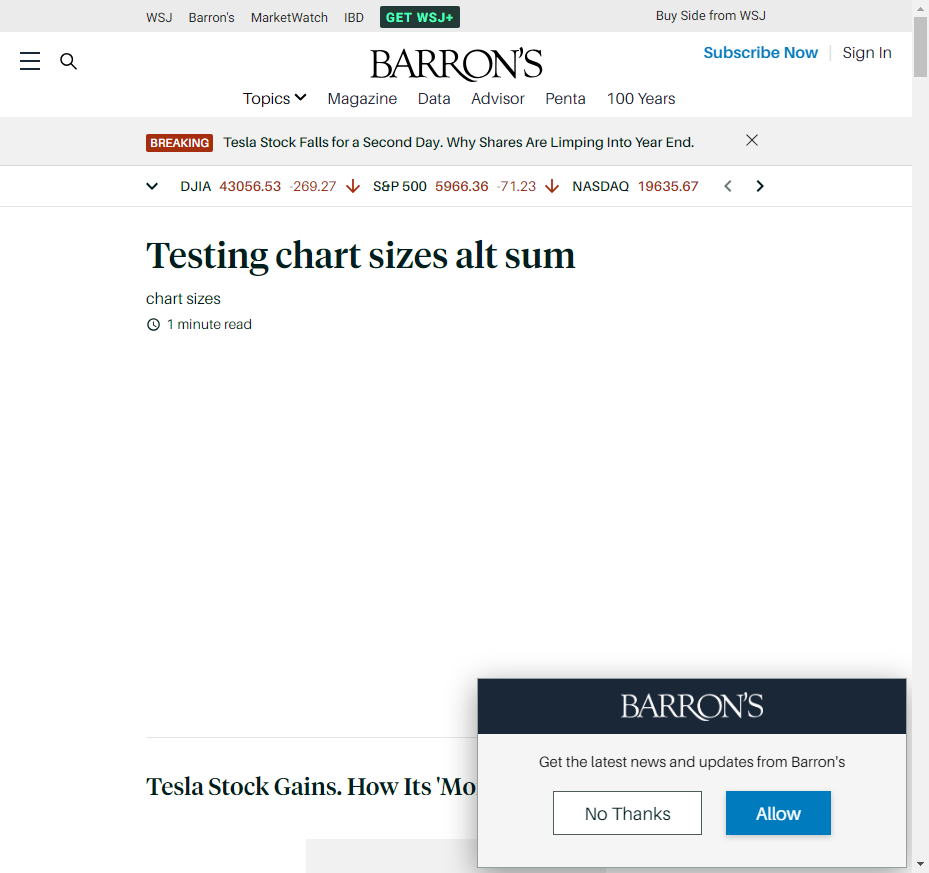 WSJ Barron's MarketWatch IBD GET WSJ+ Buy Side from WSJ
BARRON'S
Subscribe Now Sign In
Topics Magazine Data Advisor Penta 100 Years
BREAKING Tesla Stock Falls for a Second Day. Why Shares Are Limping Into Year End.
DJIA 43056.53 -269.27 S&P 500 5966.36 -71.23 NASDAQ 19635.67
Testing chart sizes alt sum
chart sizes
1 minute read
Tesla Stock Gains. How Its 'Mo
BARRON'S
Get the latest news and updates from Barron's
No Thanks Allow